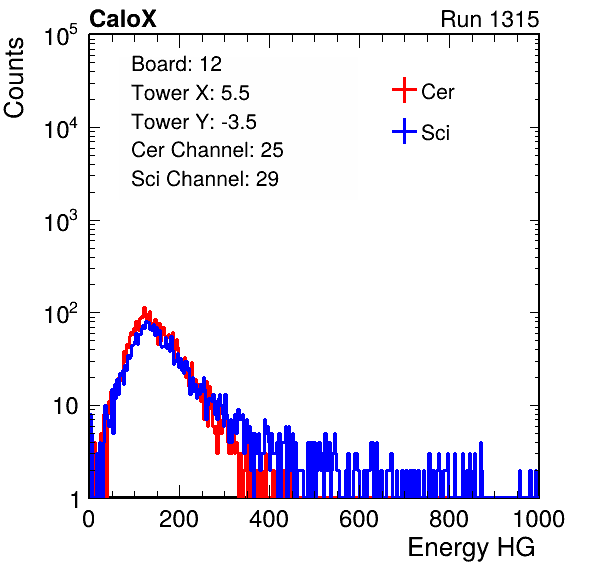 CaloX Run 1315
Counts
10^5
10^4
10^3
10^2
10
1
Board: 12
Tower X: 5.5
Tower Y: -3.5
Cer Channel: 25
Sci Channel: 29
Cer
Sci
0 200 400 600 800 1000
Energy HG